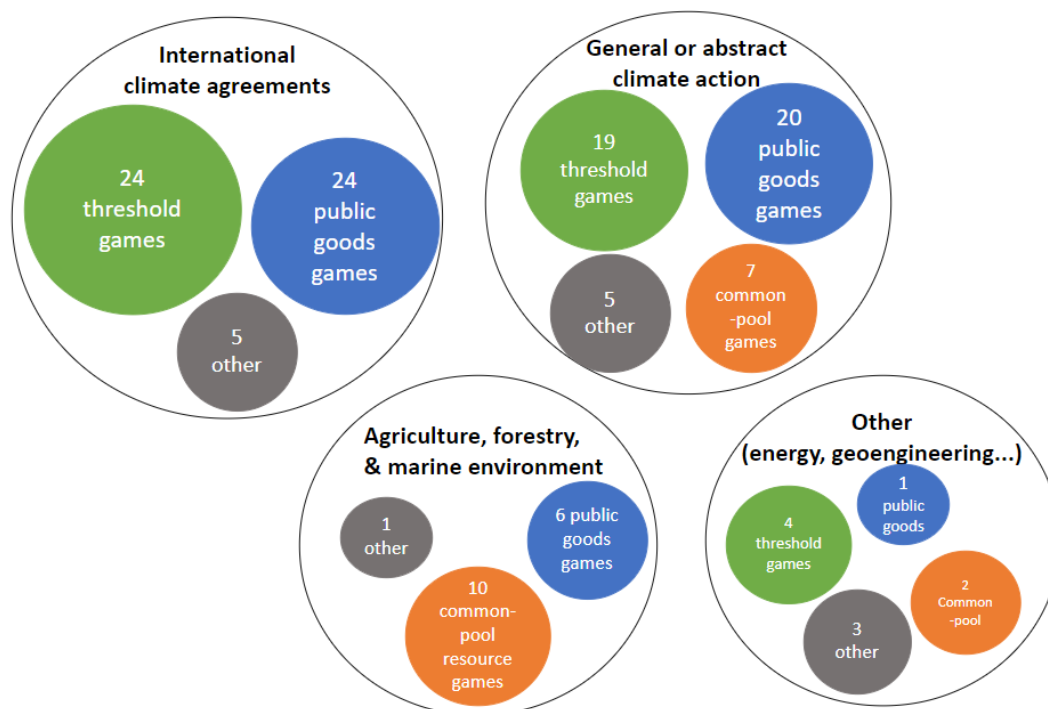 International
climate agreements
24
threshold
games
24
public
goods
games
5
other
General or abstract
climate action
19
threshold
games
20
public
goods
games
5
other
7
common
-pool
games
Agriculture, forestry,
& marine environment
1
other
6 public
goods
games
10
common-
pool
resource
games
Other
(energy, geoengineering...)
4
threshold
games
1
public
goods
3
other
2
Common
-pool